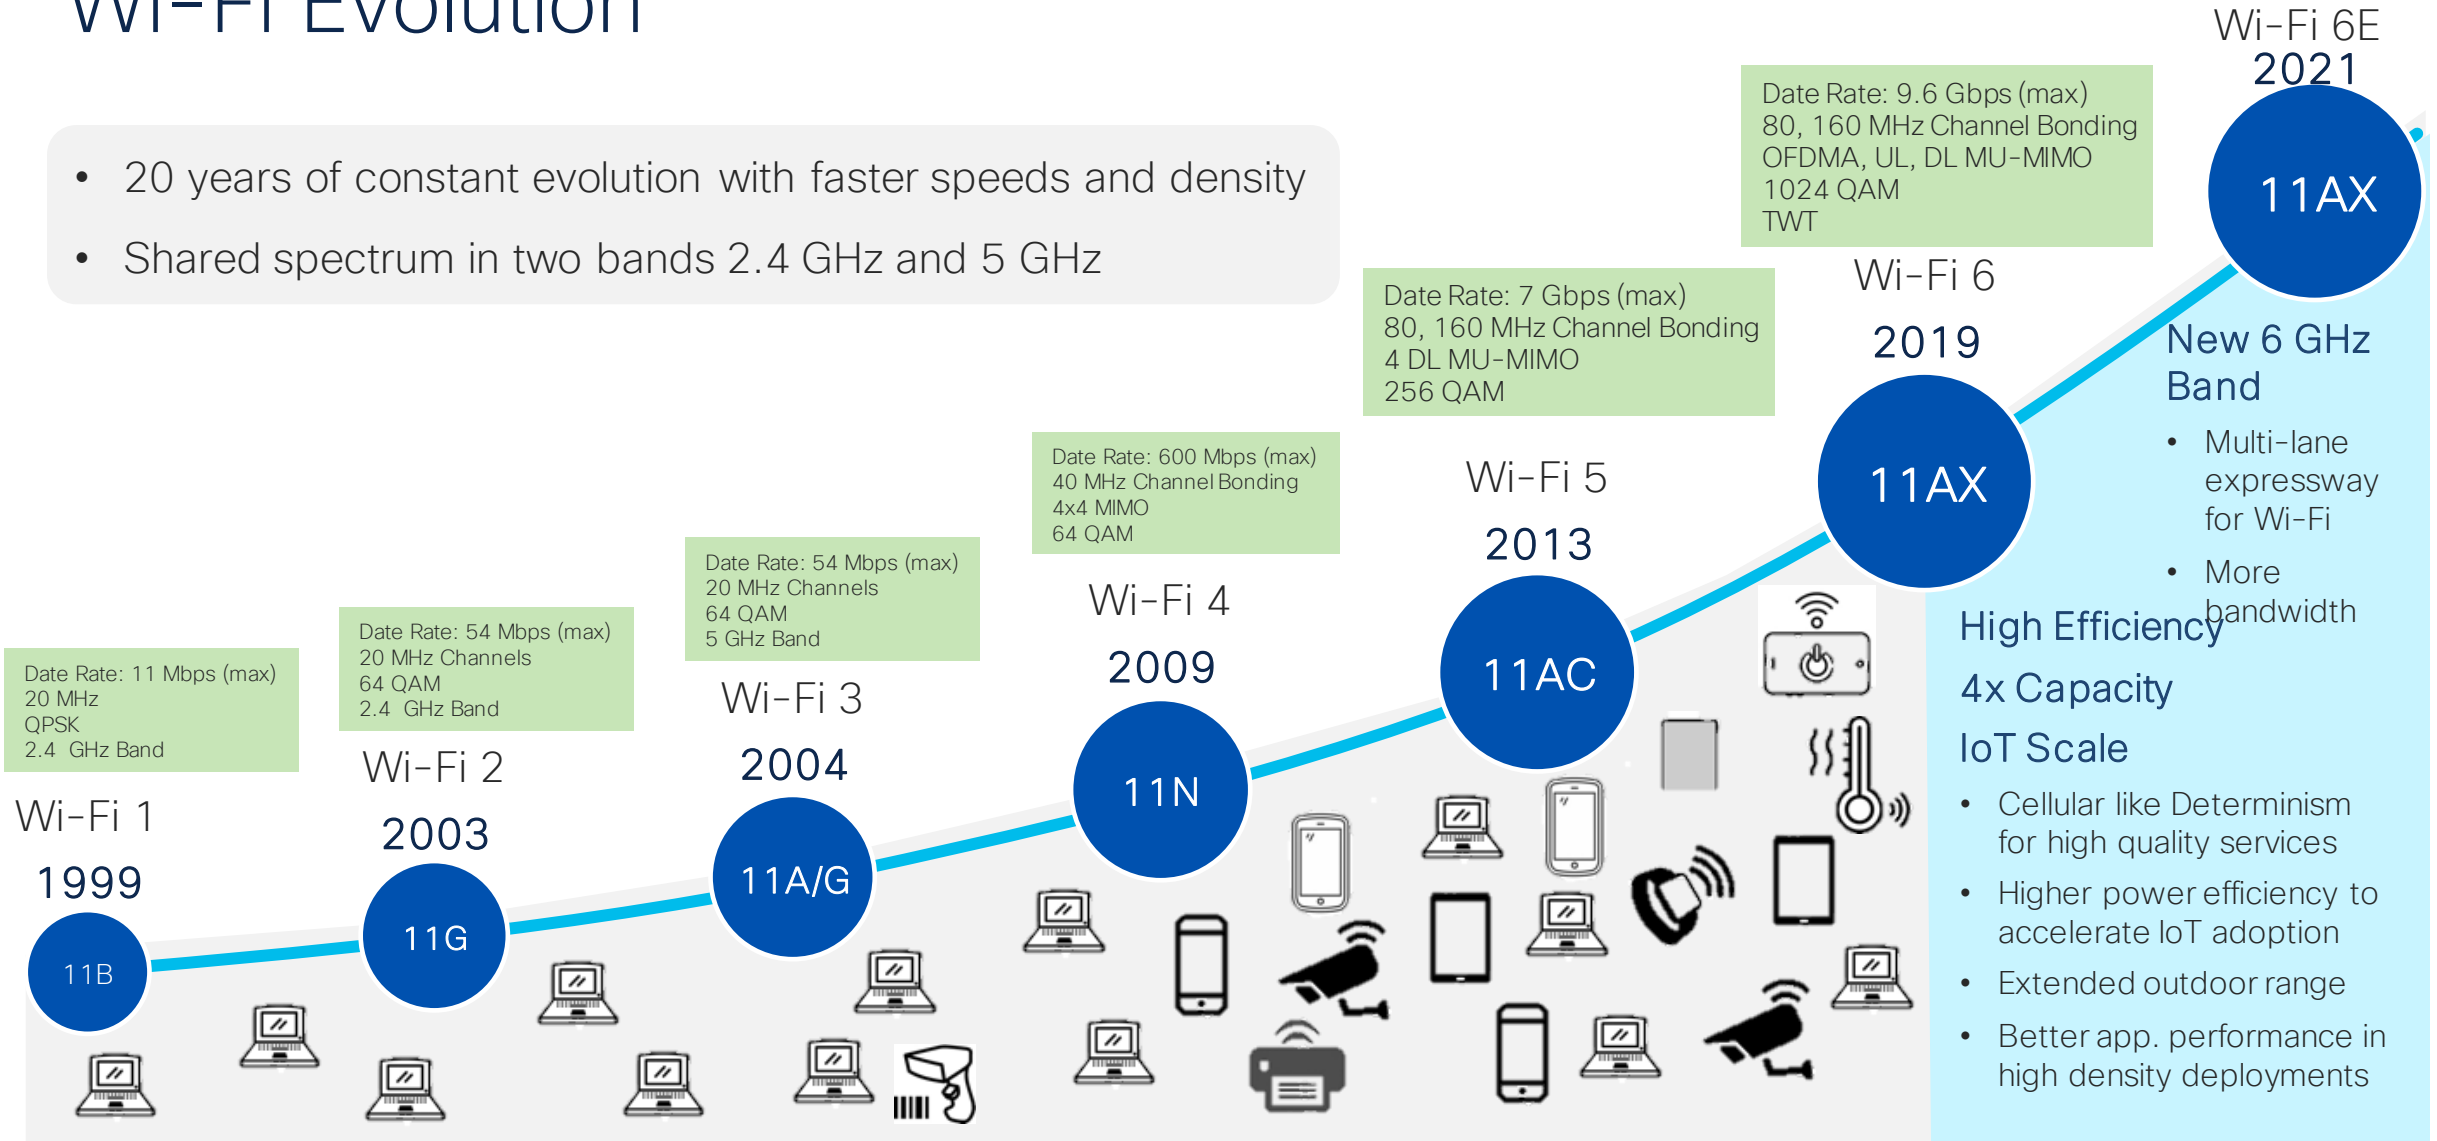 Wi-Fi Evolution
• 20 years of constant evolution with faster speeds and density
• Shared spectrum in two bands 2.4 GHz and 5 GHz
Date Rate: 11 Mbps (max)
20 MHz
QPSK
2.4 GHz Band
Wi-Fi 1
1999
11B
Date Rate: 54 Mbps (max)
20 MHz Channels
64 QAM
2.4 GHz Band
Wi-Fi 2
2003
11G
Date Rate: 54 Mbps (max)
20 MHz Channels
64 QAM
5 GHz Band
Wi-Fi 3
2004
11A/G
Date Rate: 600 Mbps (max)
40 MHz Channel Bonding
4x4 MIMO
64 QAM
Wi-Fi 4
2009
11N
Date Rate: 7 Gbps (max)
80, 160 MHz Channel Bonding
4 DL MU-MIMO
256 QAM
Wi-Fi 5
2013
11AC
Date Rate: 9.6 Gbps (max)
80, 160 MHz Channel Bonding
OFDMA, UL, DL MU-MIMO
1024 QAM
TWT
Wi-Fi 6
2019
11AX
Wi-Fi 6E
2021
11AX
New 6 GHz
Band
• Multi-lane
expressway
for Wi-Fi
• More
bandwidth
High Efficiency
4x Capacity
IoT Scale
• Cellular like Determinism
for high quality services
• Higher power efficiency to
accelerate IoT adoption
• Extended outdoor range
• Better app. performance in
high density deployments